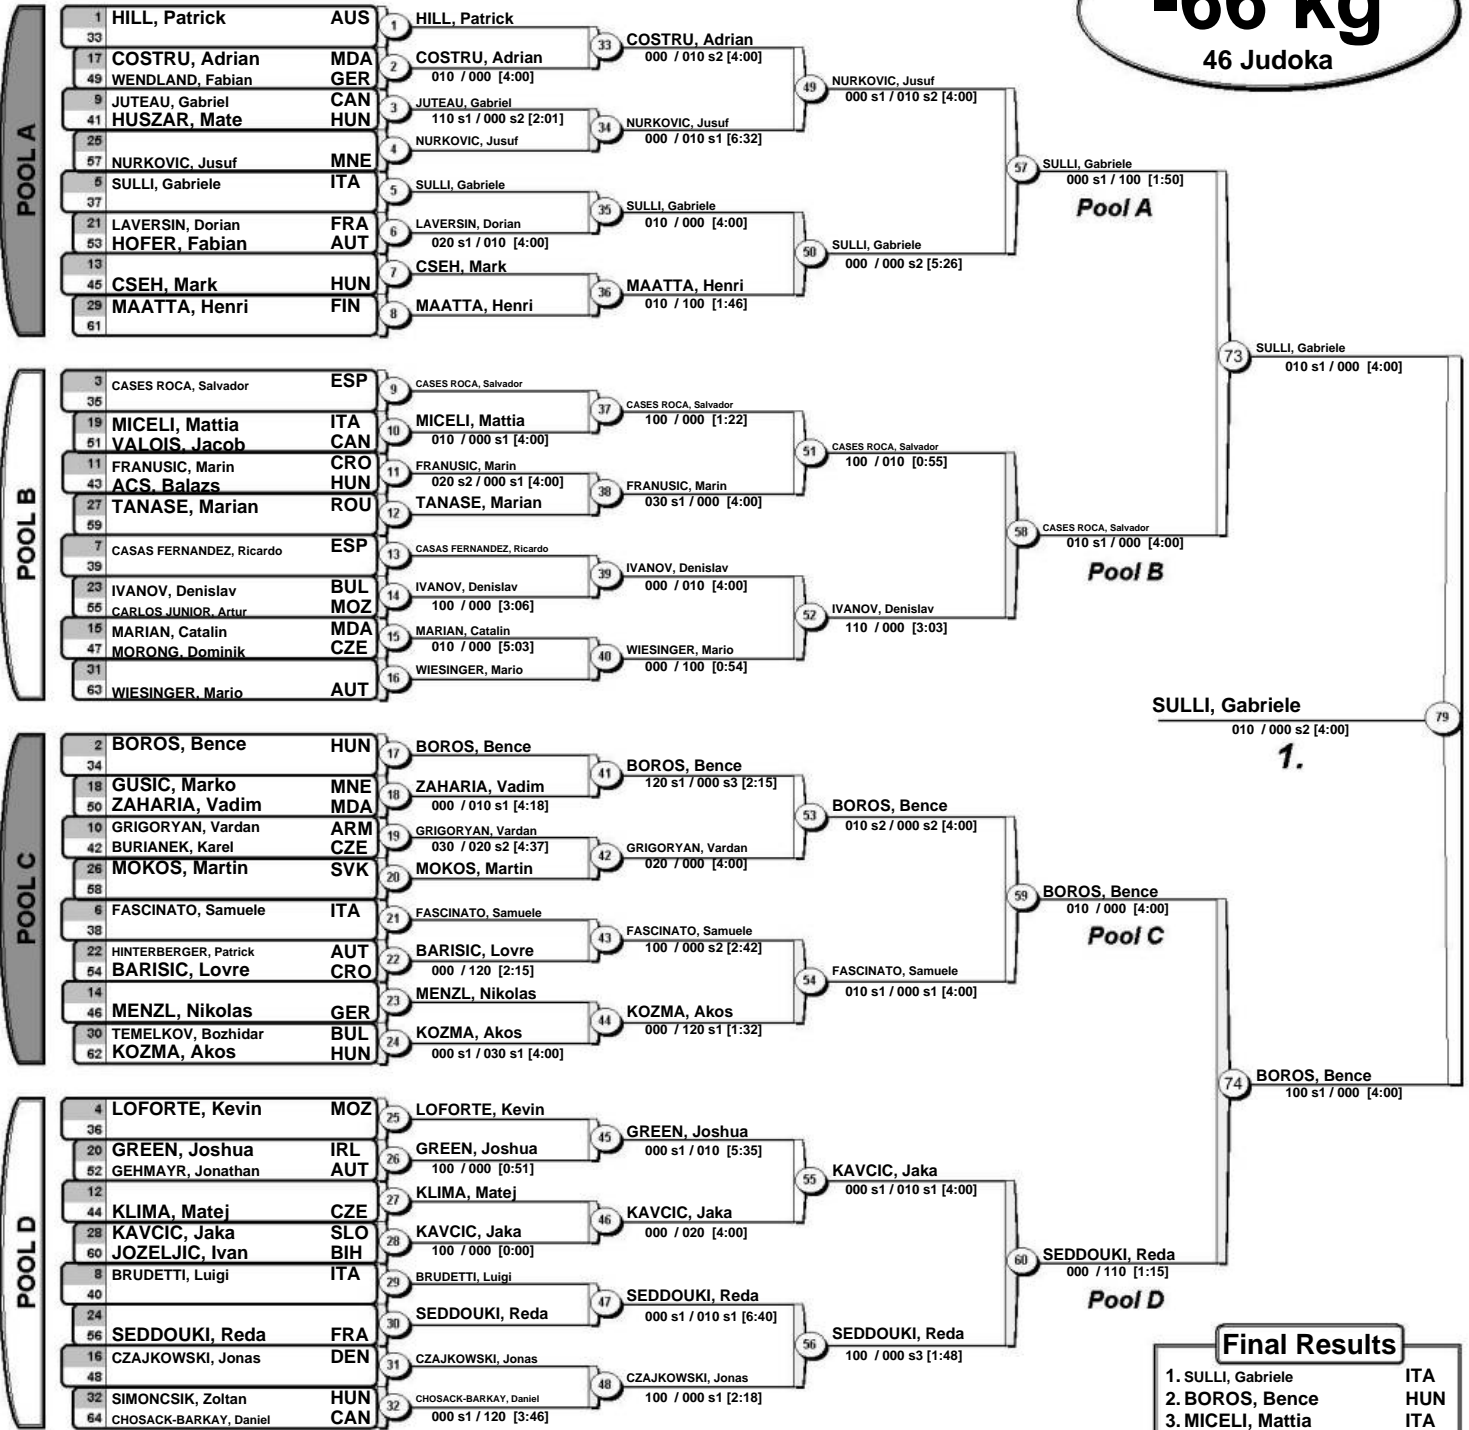 -66 kg
46 Judoka
POOL A
1 HILL, Patrick AUS
33
17 COSTRU, Adrian MDA
49 WENDLAND, Fabian GER
9 JUTEAU, Gabriel CAN
41 HUSZAR, Mate HUN
25
57 NURKOVIC, Jusuf MNE
5 SULLI, Gabriele ITA
37
21 LAVERSIN, Dorian FRA
53 HOFER, Fabian AUT
13
45 CSEH, Mark HUN
29 MAATTA, Henri FIN
61
1 HILL, Patrick
2 COSTRU, Adrian
010 / 000 [4:00]
3 JUTEAU, Gabriel
110 s1 / 000 s2 [2:01]
4 NURKOVIC, Jusuf
5 SULLI, Gabriele
6 LAVERSIN, Dorian
020 s1 / 010 [4:00]
7 CSEH, Mark
8 MAATTA, Henri
33 COSTRU, Adrian
000 / 010 s2 [4:00]
34 NURKOVIC, Jusuf
000 / 010 s1 [6:32]
35 SULLI, Gabriele
010 / 000 [4:00]
36 MAATTA, Henri
010 / 100 [1:46]
49 NURKOVIC, Jusuf
000 s1 / 010 s2 [4:00]
50 SULLI, Gabriele
000 / 000 s2 [5:26]
57 SULLI, Gabriele
000 s1 / 100 [1:50]
Pool A
POOL B
3 CASES ROCA, Salvador ESP
35
19 MICELI, Mattia ITA
51 VALOIS, Jacob CAN
11 FRANUSIC, Marin CRO
43 ACS, Balazs HUN
27 TANASE, Marian ROU
59
7 CASAS FERNANDEZ, Ricardo ESP
39
23 IVANOV, Denislav BUL
55 CARLOS JUNIOR, Artur MOZ
15 MARIAN, Catalin MDA
47 MORONG, Dominik CZE
31
63 WIESINGER, Mario AUT
9 CASES ROCA, Salvador
10 MICELI, Mattia
010 / 000 s1 [4:00]
11 FRANUSIC, Marin
020 s2 / 000 s1 [4:00]
12 TANASE, Marian
13 CASAS FERNANDEZ, Ricardo
14 IVANOV, Denislav
100 / 000 [3:06]
15 MARIAN, Catalin
010 / 000 [5:03]
16 WIESINGER, Mario
37 CASES ROCA, Salvador
100 / 000 [1:22]
38 FRANUSIC, Marin
030 s1 / 000 [4:00]
39 IVANOV, Denislav
000 / 010 [4:00]
40 WIESINGER, Mario
000 / 100 [0:54]
51 CASES ROCA, Salvador
100 / 010 [0:55]
52 IVANOV, Denislav
110 / 000 [3:03]
58 CASES ROCA, Salvador
010 s1 / 000 [4:00]
Pool B
73 SULLI, Gabriele
010 s1 / 000 [4:00]
SULLI, Gabriele 79
010 / 000 s2 [4:00]
1.
POOL C
2 BOROS, Bence HUN
34
18 GUSIC, Marko MNE
50 ZAHARIA, Vadim MDA
10 GRIGORYAN, Vardan ARM
42 BURIANEK, Karel CZE
26 MOKOS, Martin SVK
58
6 FASCINATO, Samuele ITA
38
22 HINTERBERGER, Patrick AUT
54 BARISIC, Lovre CRO
14
46 MENZL, Nikolas GER
30 TEMELKOV, Bozhidar BUL
62 KOZMA, Akos HUN
17 BOROS, Bence
18 ZAHARIA, Vadim
000 / 010 s1 [4:18]
19 GRIGORYAN, Vardan
030 / 020 s2 [4:37]
20 MOKOS, Martin
21 FASCINATO, Samuele
22 BARISIC, Lovre
000 / 120 [2:15]
23 MENZL, Nikolas
24 KOZMA, Akos
000 s1 / 030 s1 [4:00]
41 BOROS, Bence
120 s1 / 000 s3 [2:15]
42 GRIGORYAN, Vardan
020 / 000 [4:00]
43 FASCINATO, Samuele
100 / 000 s2 [2:42]
44 KOZMA, Akos
000 / 120 s1 [1:32]
53 BOROS, Bence
010 s2 / 000 s2 [4:00]
54 FASCINATO, Samuele
010 s1 / 000 s1 [4:00]
59 BOROS, Bence
010 / 000 [4:00]
Pool C
POOL D
4 LOFORTE, Kevin MOZ
36
20 GREEN, Joshua IRL
52 GEHMAYR, Jonathan AUT
12
44 KLIMA, Matej CZE
28 KAVCIC, Jaka SLO
60 JOZELJIC, Ivan BIH
8 BRUDETTI, Luigi ITA
40
24
56 SEDDOUKI, Reda FRA
16 CZAJKOWSKI, Jonas DEN
48
32 SIMONCSIK, Zoltan HUN
64 CHOSACK-BARKAY, Daniel CAN
25 LOFORTE, Kevin
26 GREEN, Joshua
100 / 000 [0:51]
27 KLIMA, Matej
28 KAVCIC, Jaka
100 / 000 [0:00]
29 BRUDETTI, Luigi
30 SEDDOUKI, Reda
31 CZAJKOWSKI, Jonas
32 CHOSACK-BARKAY, Daniel
000 s1 / 120 [3:46]
45 GREEN, Joshua
000 s1 / 010 [5:35]
46 KAVCIC, Jaka
000 / 020 [4:00]
47 SEDDOUKI, Reda
000 s1 / 010 s1 [6:40]
48 CZAJKOWSKI, Jonas
100 / 000 s1 [2:18]
55 KAVCIC, Jaka
000 s1 / 010 s1 [4:00]
56 SEDDOUKI, Reda
100 / 000 s3 [1:48]
60 SEDDOUKI, Reda
000 / 110 [1:15]
Pool D
74 BOROS, Bence
100 s1 / 000 [4:00]
Final Results
1. SULLI, Gabriele ITA
2. BOROS, Bence HUN
3. MICELI, Mattia ITA